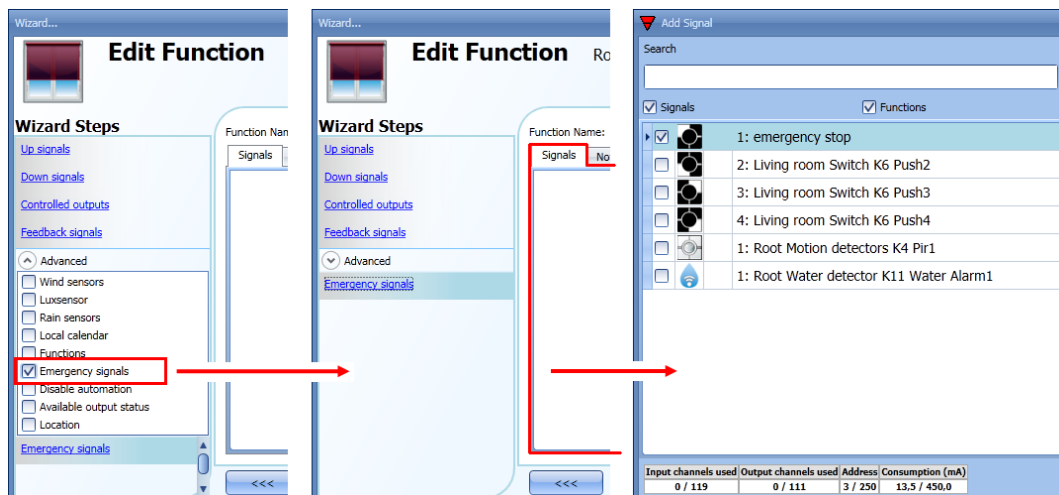 Wizard...
Edit Function
Wizard Steps
Up signals
Down signals
Controlled outputs
Feedback signals
Advanced
Wind sensors
Luxsensor
Rain sensors
Local calendar
Functions
Emergency signals
Disable automation
Available output status
Location
Emergency signals
Function Nan
Signals
<<<
Wizard...
Edit Function Ro
Wizard Steps
Up signals
Down signals
Controlled outputs
Feedback signals
Advanced
Emergency signals
Function Name:
Signals No
<<<
Add Signal
Search
Signals Functions
1: emergency stop
2: Living room Switch K6 Push2
3: Living room Switch K6 Push3
4: Living room Switch K6 Push4
1: Root Motion detectors K4 Pir1
1: Root Water detector K11 Water Alarm1
Input channels used Output channels used Address Consumption (mA)
0 / 119 0 / 111 3 / 250 13,5 / 450,0